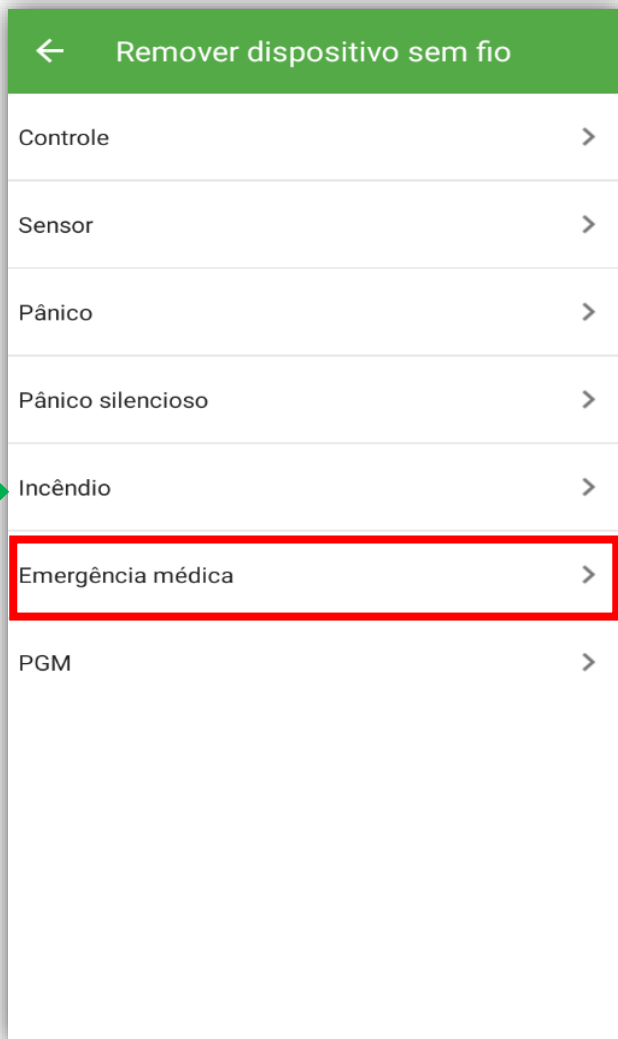 Remover dispositivo sem fio
Controle
Sensor
Pânico
Pânico silencioso
Incêndio
Emergência médica
PGM